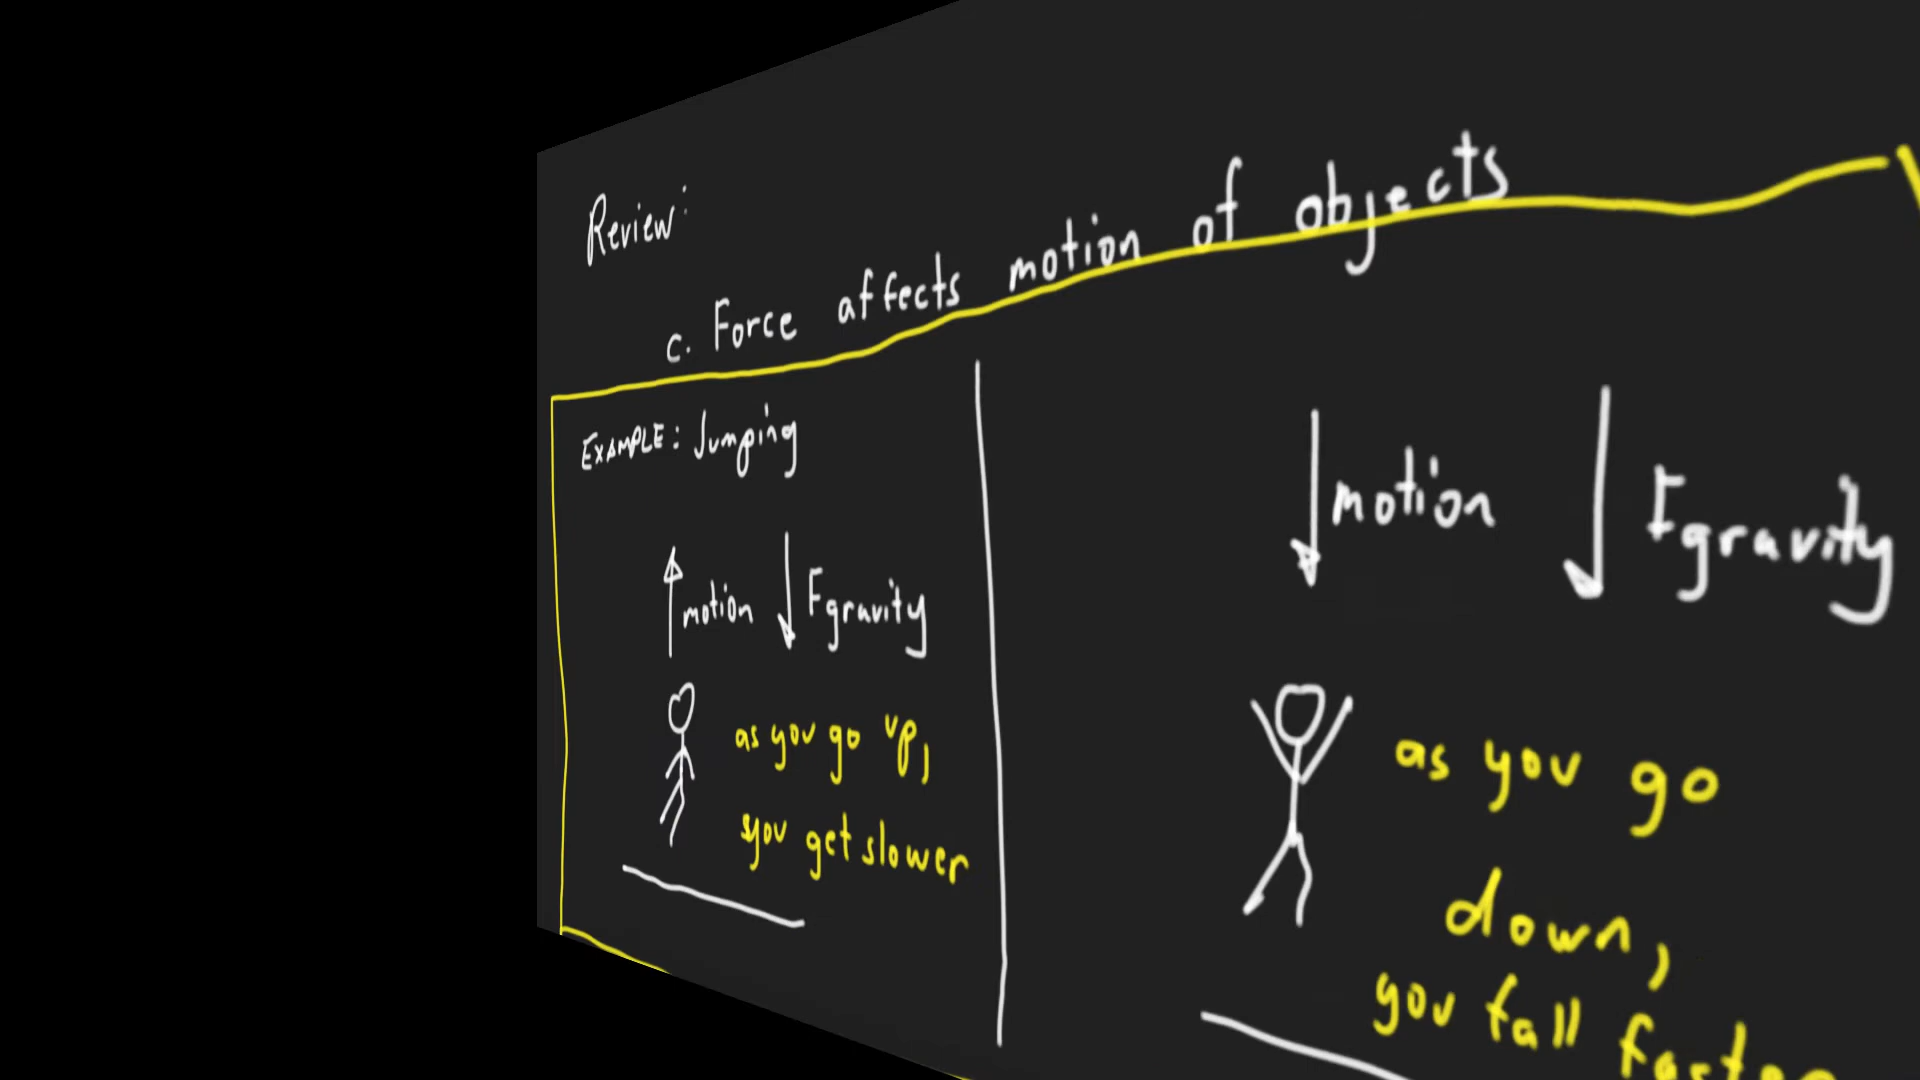 Review:
c. Force affects motion of objects
EXAMPLE: Jumping
motion Fgravity
as you go up,
you get slower
motion Fgravity
as you go
down,
you fall faster